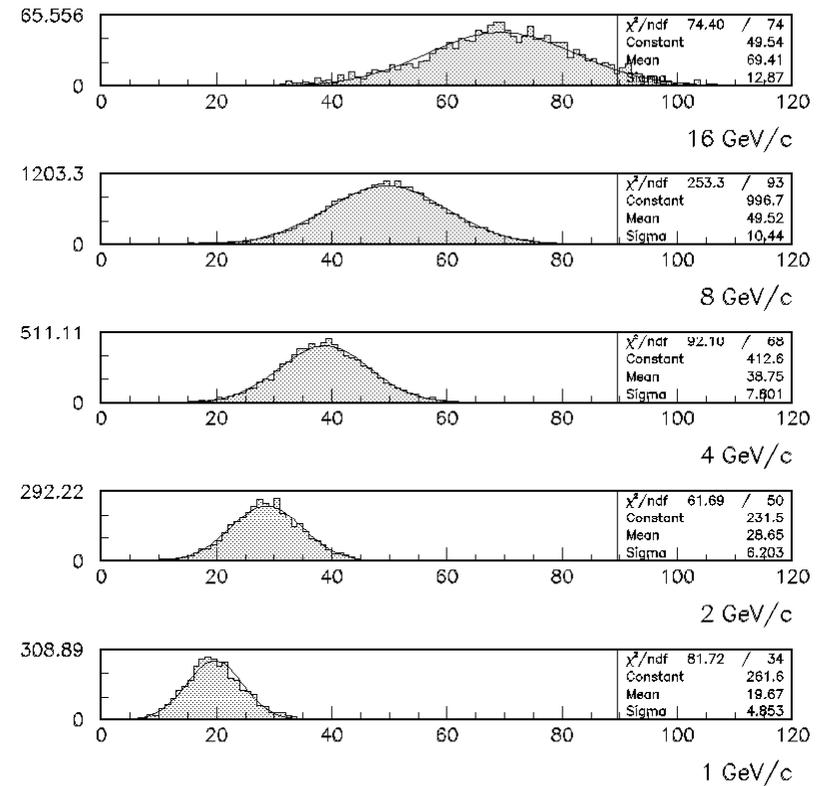 65.556
χ²/ndf 74.40 / 74
Constant 49.54
Mean 69.41
Sigma 12.87
0
0 20 40 60 80 100 120
16 GeV/c
1203.3
χ²/ndf 253.3 / 93
Constant 996.7
Mean 49.52
Sigma 10.44
0
0 20 40 60 80 100 120
8 GeV/c
511.11
χ²/ndf 92.10 / 68
Constant 412.6
Mean 38.75
Sigma 7.801
0
0 20 40 60 80 100 120
4 GeV/c
292.22
χ²/ndf 61.69 / 50
Constant 231.5
Mean 28.65
Sigma 6.203
0
0 20 40 60 80 100 120
2 GeV/c
308.89
χ²/ndf 81.72 / 34
Constant 261.6
Mean 19.67
Sigma 4.853
0
0 20 40 60 80 100 120
1 GeV/c